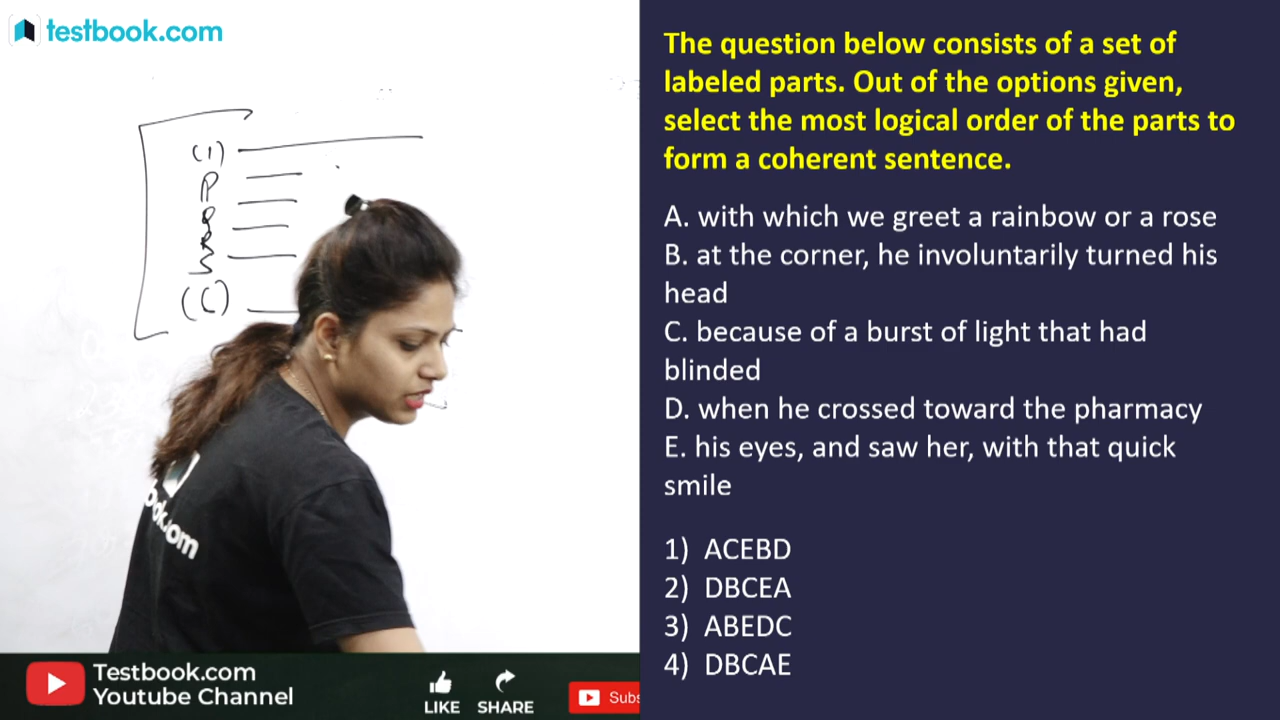 testbook.com
(1)
P
Q
R
S
(C)
ook.com
The question below consists of a set of
labeled parts. Out of the options given,
select the most logical order of the parts to
form a coherent sentence.
A. with which we greet a rainbow or a rose
B. at the corner, he involuntarily turned his
head
C. because of a burst of light that had
blinded
D. when he crossed toward the pharmacy
E. his eyes, and saw her, with that quick
smile
1) ACEBD
2) DBCEA
3) ABEDC
4) DBCAE
Testbook.com
Youtube Channel
LIKE
SHARE
Subs